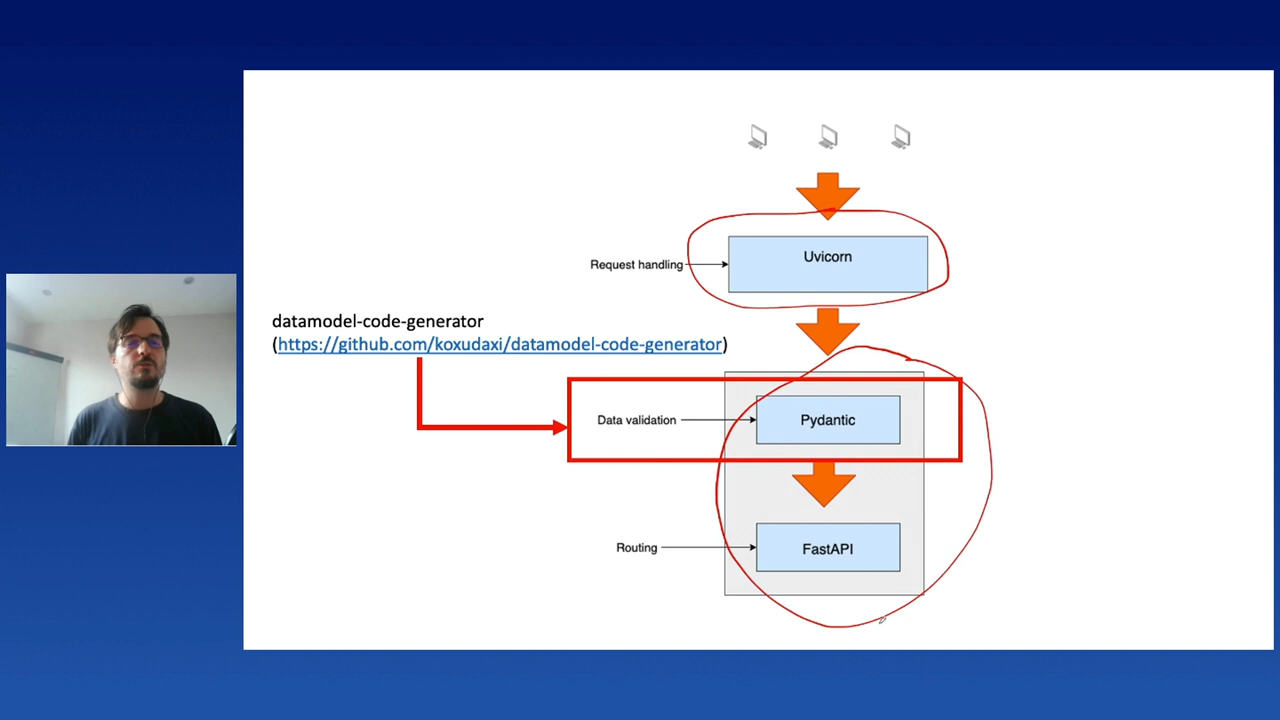 Uvicorn
Request handling
datamodel-code-generator
(https://github.com/koxudaxi/datamodel-code-generator)
Data validation
Pydantic
Routing
FastAPI